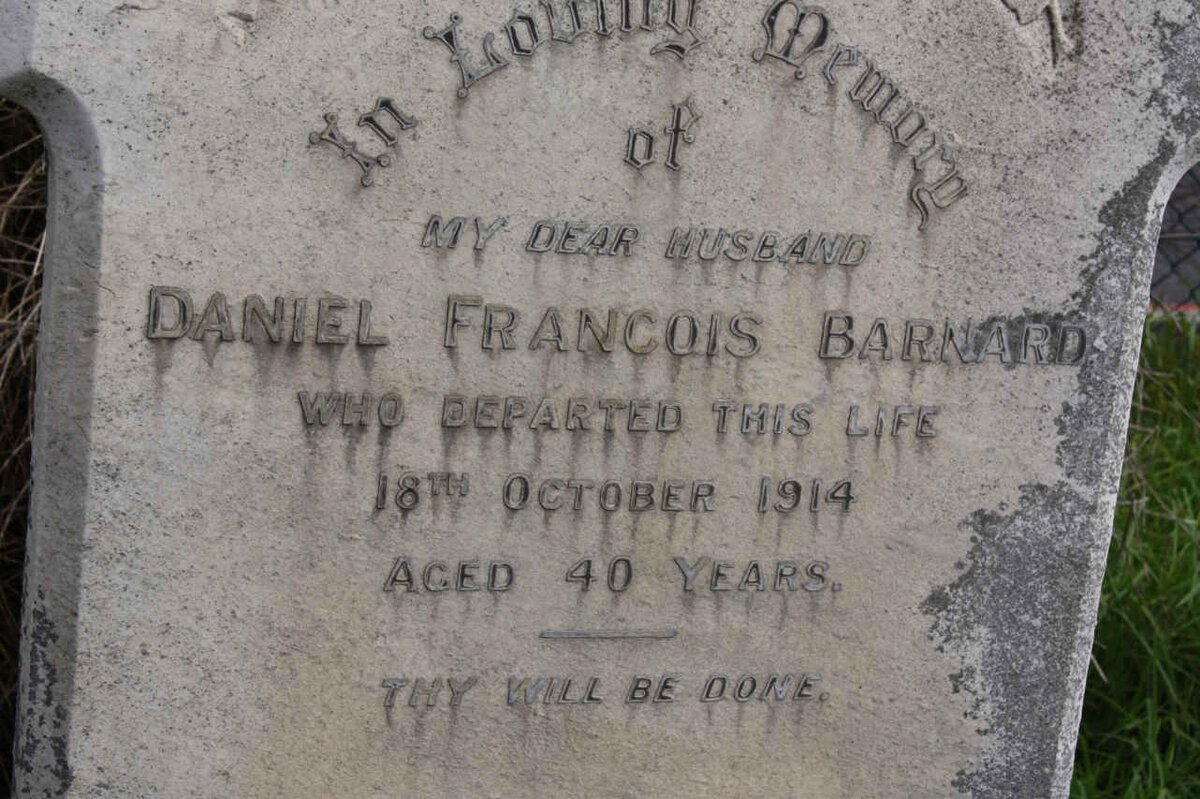 In Loving Memory
of
MY DEAR HUSBAND
DANIEL FRANCOIS BARNARD
WHO DEPARTED THIS LIFE
18TH OCTOBER 1914
AGED 40 YEARS.
THY WILL BE DONE.